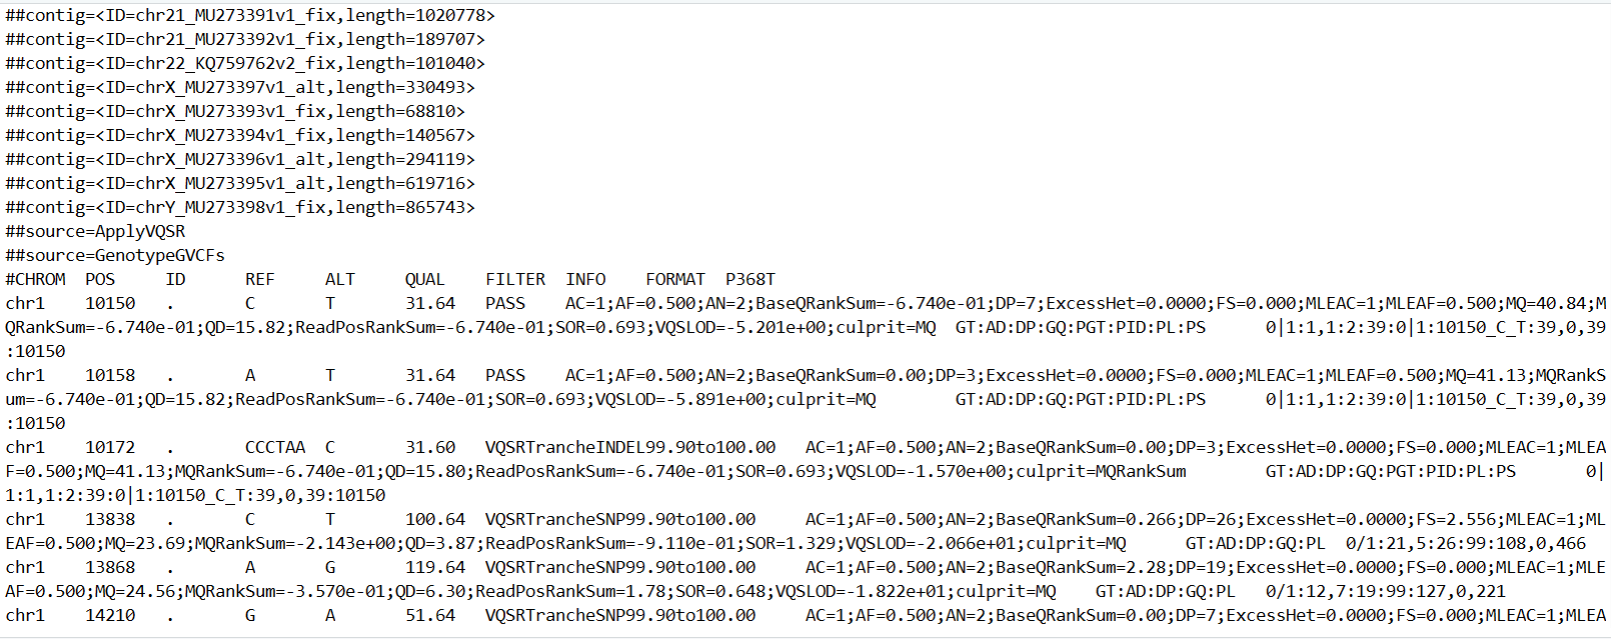 ##contig=<ID=chr21_MU273391v1_fix,length=1020778>
##contig=<ID=chr21_MU273392v1_fix,length=189707>
##contig=<ID=chr22_KQ759762v2_fix,length=101040>
##contig=<ID=chrX_MU273397v1_alt,length=330493>
##contig=<ID=chrX_MU273393v1_fix,length=68810>
##contig=<ID=chrX_MU273394v1_fix,length=140567>
##contig=<ID=chrX_MU273396v1_alt,length=294119>
##contig=<ID=chrX_MU273395v1_alt,length=619716>
##contig=<ID=chrY_MU273398v1_fix,length=865743>
##source=ApplyVQSR
##source=GenotypeGVCFs
#CHROM  POS     ID      REF     ALT     QUAL    FILTER  INFO    FORMAT  P368T
chr1    10150   .       C       T       31.64   PASS    AC=1;AF=0.500;AN=2;BaseQRankSum=-6.740e-01;DP=7;ExcessHet=0.0000;FS=0.000;MLEAC=1;MLEAF=0.500;MQ=40.84;M
QRankSum=-6.740e-01;QD=15.82;ReadPosRankSum=-6.740e-01;SOR=0.693;VQSLOD=-5.201e+00;culprit=MQ  GT:AD:DP:GQ:PGT:PID:PL:PS      0|1:1,1:2:39:0|1:10150_C_T:39,0,39
:10150
chr1    10158   .       A       T       31.64   PASS    AC=1;AF=0.500;AN=2;BaseQRankSum=0.00;DP=3;ExcessHet=0.0000;FS=0.000;MLEAC=1;MLEAF=0.500;MQ=41.13;MQRankS
um=-6.740e-01;QD=15.82;ReadPosRankSum=-6.740e-01;SOR=0.693;VQSLOD=-5.891e+00;culprit=MQ        GT:AD:DP:GQ:PGT:PID:PL:PS      0|1:1,1:2:39:0|1:10150_C_T:39,0,39
:10150
chr1    10172   .       CCCTAA  C       31.60   VQSRTrancheINDEL99.90to100.00   AC=1;AF=0.500;AN=2;BaseQRankSum=0.00;DP=3;ExcessHet=0.0000;FS=0.000;MLEAC=1;MLEA
F=0.500;MQ=41.13;MQRankSum=-6.740e-01;QD=15.80;ReadPosRankSum=-6.740e-01;SOR=0.693;VQSLOD=-1.570e+00;culprit=MQRankSum        GT:AD:DP:GQ:PGT:PID:PL:PS       0|
1:1,1:2:39:0|1:10150_C_T:39,0,39:10150
chr1    13838   .       C       T       100.64  VQSRTrancheSNP99.90to100.00     AC=1;AF=0.500;AN=2;BaseQRankSum=0.266;DP=26;ExcessHet=0.0000;FS=2.556;MLEAC=1;ML
EAF=0.500;MQ=23.69;MQRankSum=-2.143e+00;QD=3.87;ReadPosRankSum=-9.110e-01;SOR=1.329;VQSLOD=-2.066e+01;culprit=MQ      GT:AD:DP:GQ:PL  0/1:21,5:26:99:108,0,466
chr1    13868   .       A       G       119.64  VQSRTrancheSNP99.90to100.00     AC=1;AF=0.500;AN=2;BaseQRankSum=2.28;DP=19;ExcessHet=0.0000;FS=0.000;MLEAC=1;MLE
AF=0.500;MQ=24.56;MQRankSum=-3.570e-01;QD=6.30;ReadPosRankSum=1.78;SOR=0.648;VQSLOD=-1.822e+01;culprit=MQ    GT:AD:DP:GQ:PL   0/1:12,7:19:99:127,0,221
chr1    14210   .       G       A       51.64   VQSRTrancheSNP99.90to100.00     AC=1;AF=0.500;AN=2;BaseQRankSum=0.00;DP=7;ExcessHet=0.0000;FS=0.000;MLEAC=1;MLEA